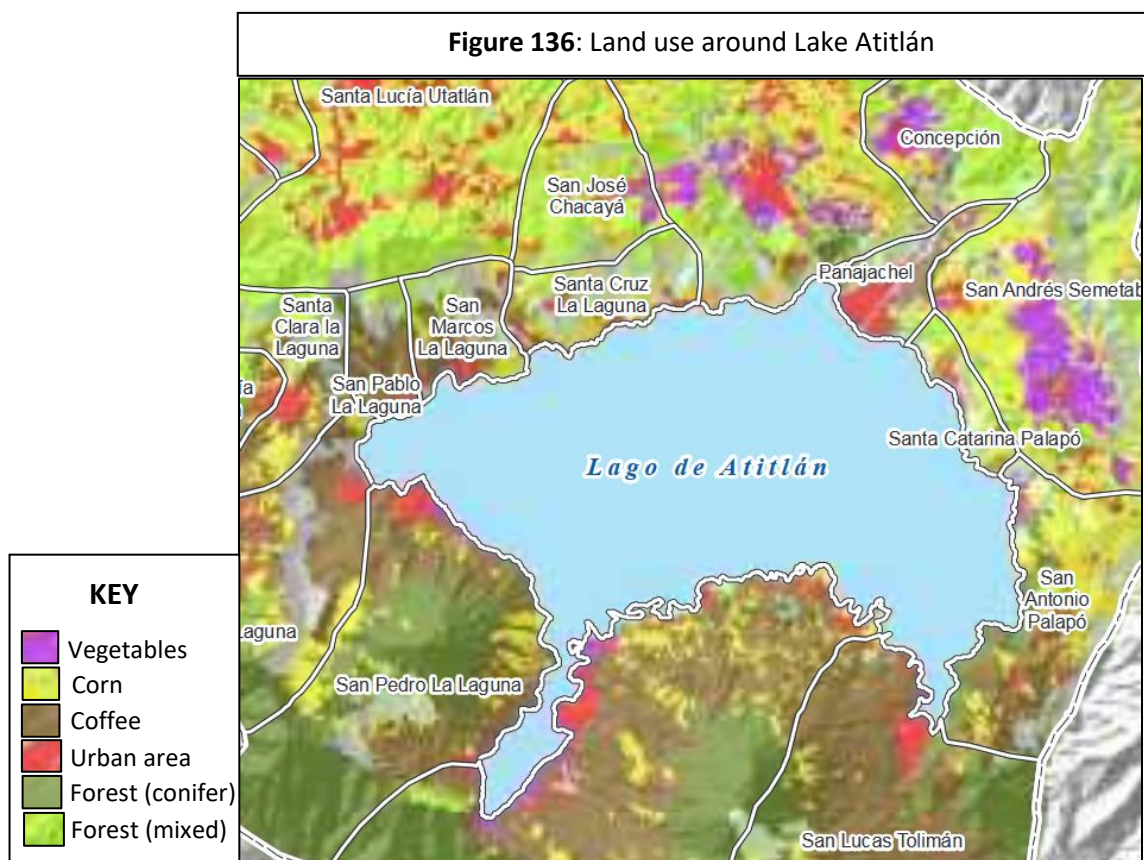 Figure 136: Land use around Lake Atitlán
Santa Lucía Utatlán
Concepción
San José
Chacayá
Panajachel
San Andrés Semetab
Santa Cruz
La Laguna
Santa
Clara la
Laguna
San
Marcos
La Laguna
ía
San Pablo
La Laguna
Santa Catarina Palapó
Lago de Atitlán
San
Antonio
Palapó
Laguna
San Pedro La Laguna
San Lucas Tolimán
KEY
Vegetables
Corn
Coffee
Urban area
Forest (conifer)
Forest (mixed)